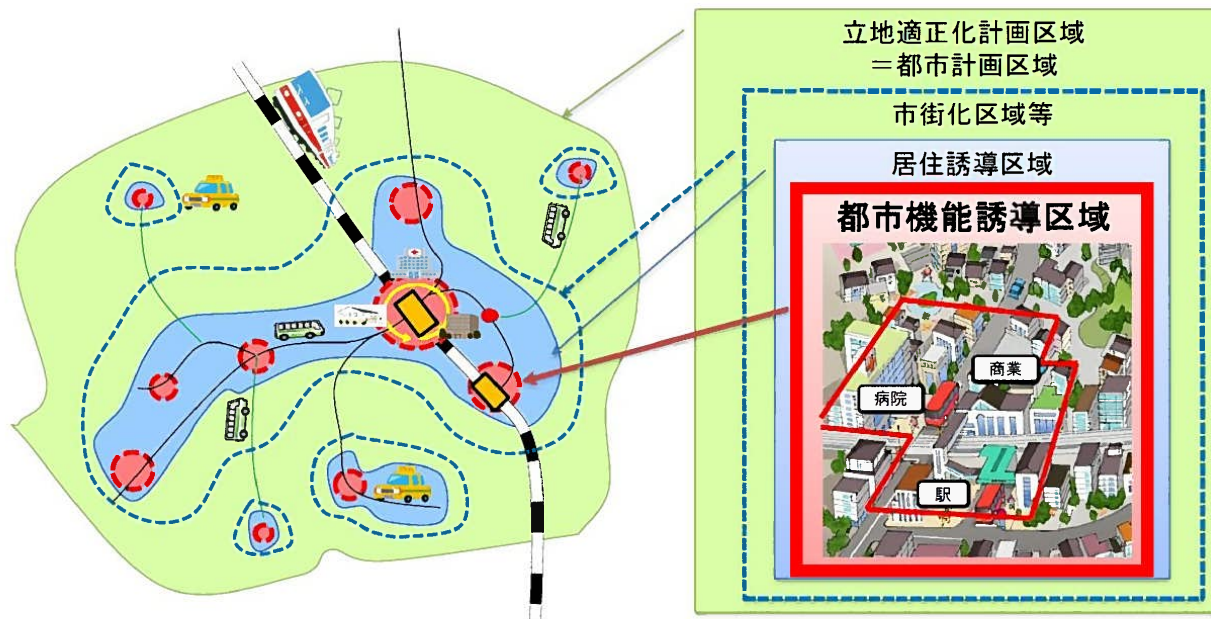 立地適正化計画区域
＝都市計画区域
市街化区域等
居住誘導区域
都市機能誘導区域
商業
病院
駅